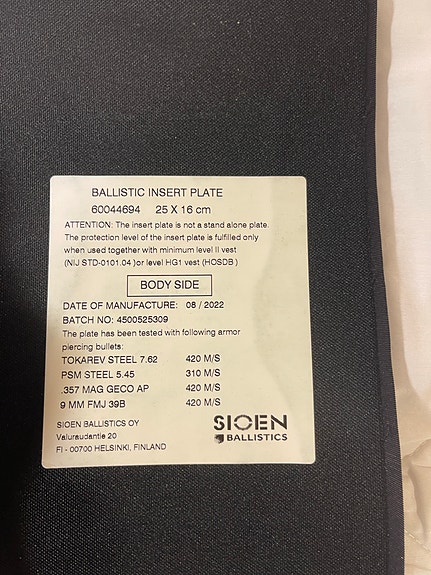 BALLISTIC INSERT PLATE
60044694 25 X 16 cm
ATTENTION: The insert plate is not a stand alone plate.
The protection level of the insert plate is fulfilled only
when used together with minimum level II vest
(NIJ STD-0101.04 )or level HG1 vest (HOSDB )
BODY SIDE
DATE OF MANUFACTURE: 08 / 2022
BATCH NO: 4500525309
The plate has been tested with following armor
piercing bullets:
TOKAREV STEEL 7.62 420 M/S
PSM STEEL 5.45 310 M/S
.357 MAG GECO AP 420 M/S
9 MM FMJ 39B 420 M/S
SIOEN BALLISTICS OY
Valuraudantie 20
FI - 00700 HELSINKI, FINLAND
SIOEN
BALLISTICS